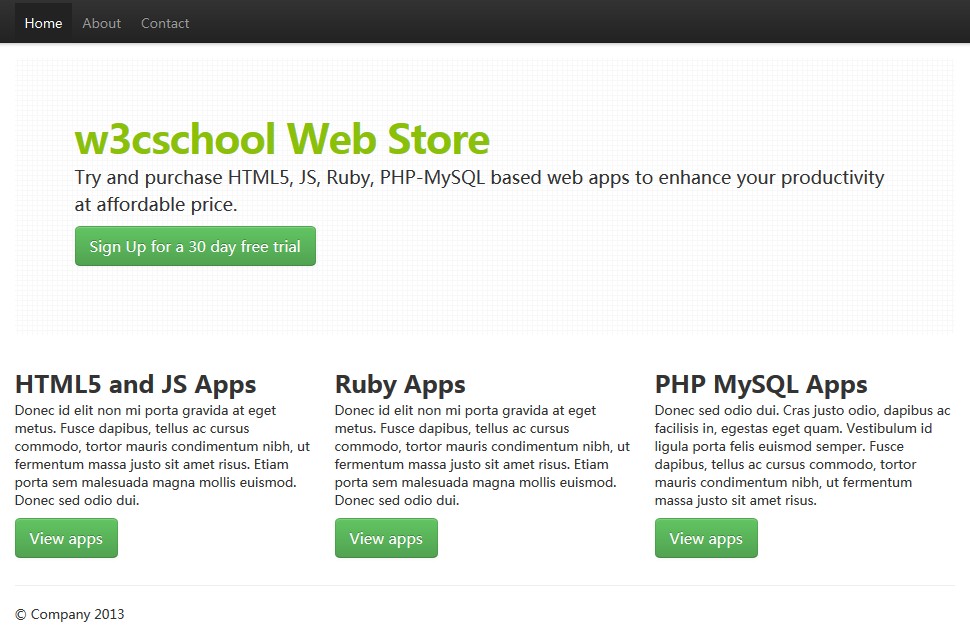 Home About Contact
w3cschool Web Store
Try and purchase HTML5, JS, Ruby, PHP-MySQL based web apps to enhance your productivity
at affordable price.
Sign Up for a 30 day free trial
HTML5 and JS Apps
Donec id elit non mi porta gravida at eget
metus. Fusce dapibus, tellus ac cursus
commodo, tortor mauris condimentum nibh, ut
fermentum massa justo sit amet risus. Etiam
porta sem malesuada magna mollis euismod.
Donec sed odio dui.
View apps
Ruby Apps
Donec id elit non mi porta gravida at eget
metus. Fusce dapibus, tellus ac cursus
commodo, tortor mauris condimentum nibh, ut
fermentum massa justo sit amet risus. Etiam
porta sem malesuada magna mollis euismod.
Donec sed odio dui.
View apps
PHP MySQL Apps
Donec sed odio dui. Cras justo odio, dapibus ac
facilisis in, egestas eget quam. Vestibulum id
ligula porta felis euismod semper. Fusce
dapibus, tellus ac cursus commodo, tortor
mauris condimentum nibh, ut fermentum
massa justo sit amet risus.
View apps
© Company 2013